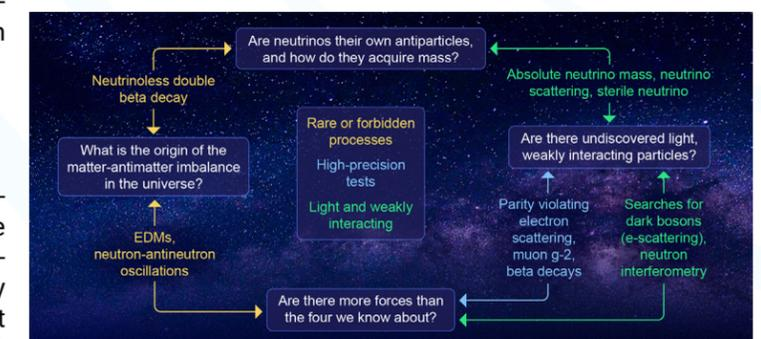 Are neutrinos their own antiparticles,
and how do they acquire mass?
Neutrinoless double
beta decay
Absolute neutrino mass, neutrino
scattering, sterile neutrino
Rare or forbidden
processes
High-precision
tests
Light and weakly
interacting
What is the origin of the
matter-antimatter imbalance
in the universe?
Are there undiscovered light,
weakly interacting particles?
EDMs,
neutron-antineutron
oscillations
Parity violating
electron
scattering,
muon g-2,
beta decays
Searches for
dark bosons
(e-scattering),
neutron
interferometry
Are there more forces than
the four we know about?